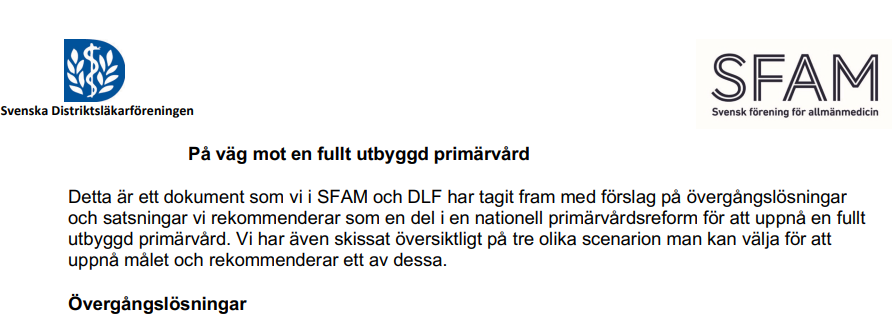 Svenska Distriktsläkarföreningen
SFAM
Svensk förening för allmänmedicin
På väg mot en fullt utbyggd primärvård
Detta är ett dokument som vi i SFAM och DLF har tagit fram med förslag på övergångslösningar
och satsningar vi rekommenderar som en del i en nationell primärvårdsreform för att uppnå en fullt
utbyggd primärvård. Vi har även skissat översiktligt på tre olika scenarion man kan välja för att
uppnå målet och rekommenderar ett av dessa.
Övergångslösningar